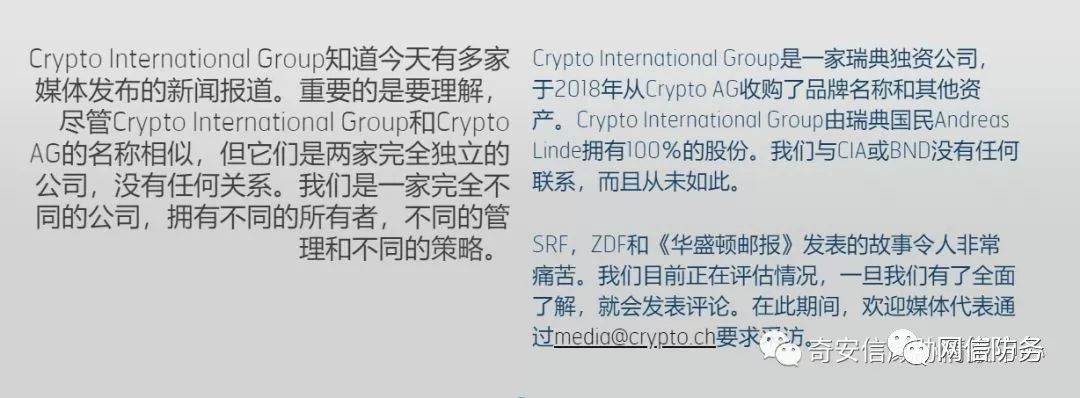 Crypto International Group知道今天有多家
媒体发布的新闻报道。重要的是要理解，
尽管Crypto International Group和Crypto
AG的名称相似，但它们是两家完全独立的
公司，没有任何关系。我们是一家完全不
同的公司，拥有不同的所有者，不同的管
理和不同的策略。
Crypto International Group是一家瑞典独资公司，
于2018年从Crypto AG收购了品牌名称和其他资
产。Crypto International Group由瑞典国民Andreas
Linde拥有100%的股份。我们与CIA或BND没有任何
联系，而且从未如此。
SRF，ZDF和《华盛顿邮报》发表的故事令人非常
痛苦。我们目前正在评估情况，一旦我们有了全面
了解，就会发表评论。在此期间，欢迎媒体代表通
过media@crypto.ch要求采访。
奇安信
网信防务